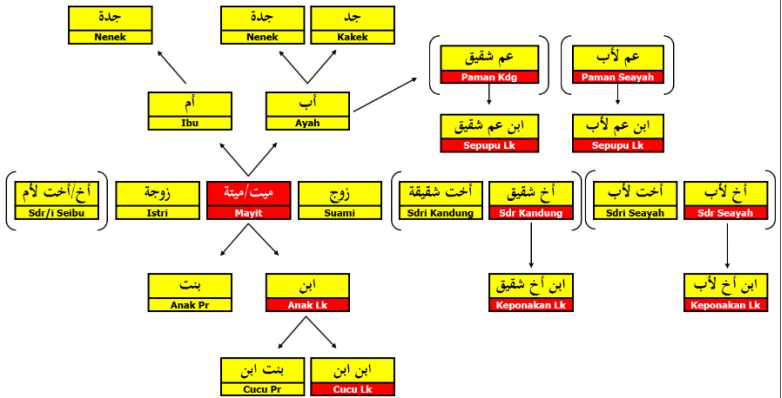 جدة
Nenek
جدة
Nenek
جد
Kakek
عم شقيق
Paman Kdg
عم لأب
Paman Seayah
أم
Ibu
أب
Ayah
ابن عم شقيق
Sepupu Lk
ابن عم لأب
Sepupu Lk
أخ/أخت لأم
Sdr/i Seibu
زوجة
Istri
ميت/ميتة
Mayit
زوج
Suami
أخت شقيقة
Sdri Kandung
أخ شقيق
Sdr Kandung
أخت لأب
Sdri Seayah
أخ لأب
Sdr Seayah
بنت
Anak Pr
ابن
Anak Lk
ابن أخ شقيق
Keponakan Lk
ابن أخ لأب
Keponakan Lk
بنت ابن
Cucu Pr
ابن ابن
Cucu Lk